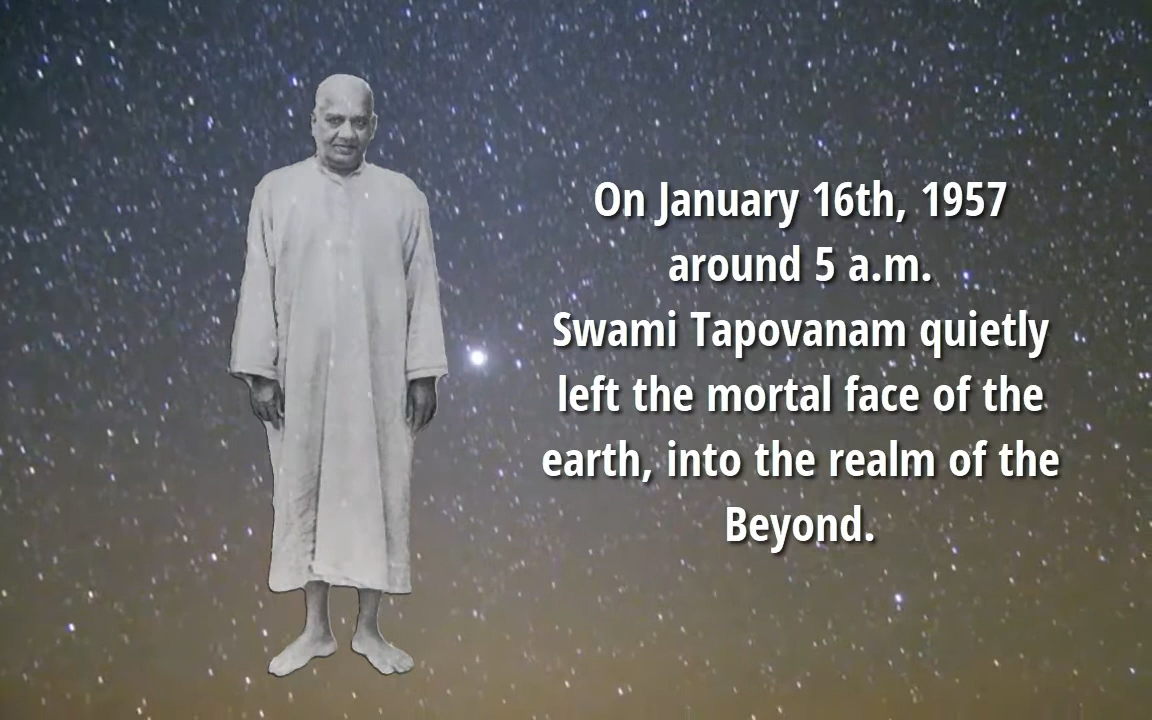 On January 16th, 1957
around 5 a.m.
Swami Tapovanam quietly
left the mortal face of the
earth, into the realm of the
Beyond.